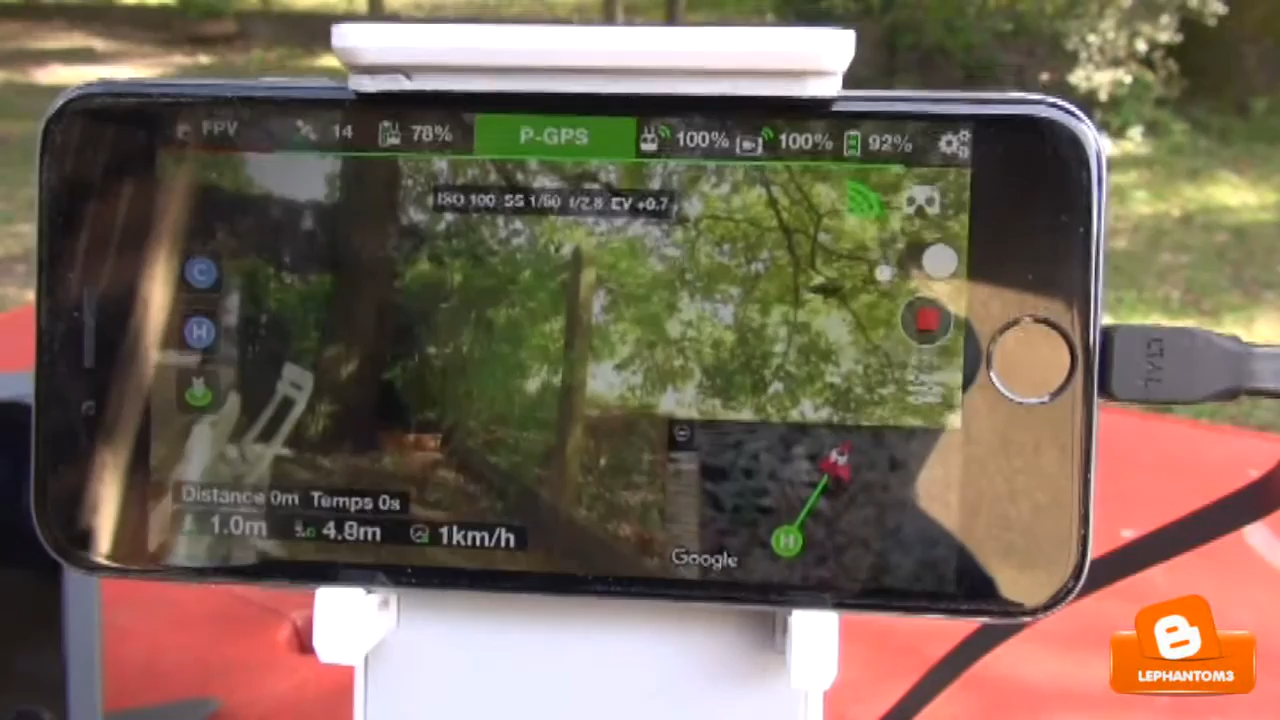 FPV 14 78% P-GPS 100% 100% 92%
ISO 100 SS 1/60 f/2.8 EV +0.7
C
H
Distance 0m Temps 0s
1.0m 4.8m 1km/h
H
Google
LEPHANTOM3